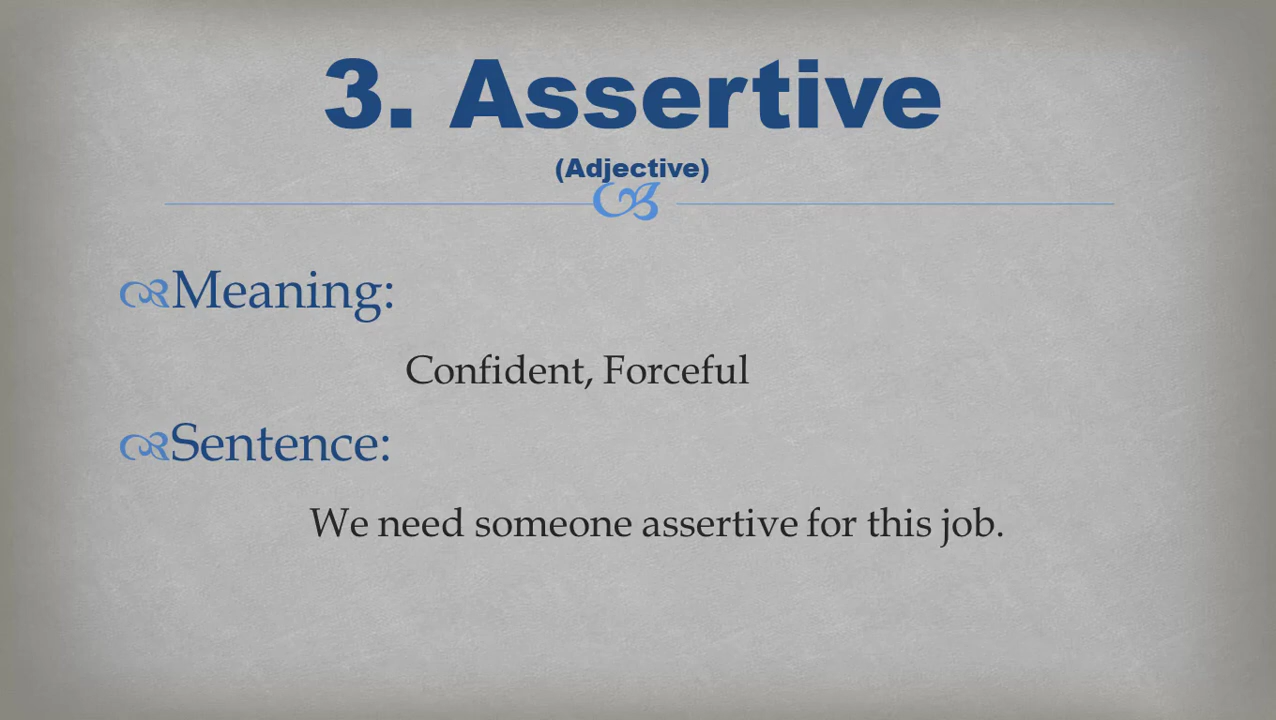 3. Assertive
(Adjective)
Meaning:
Confident, Forceful
Sentence:
We need someone assertive for this job.